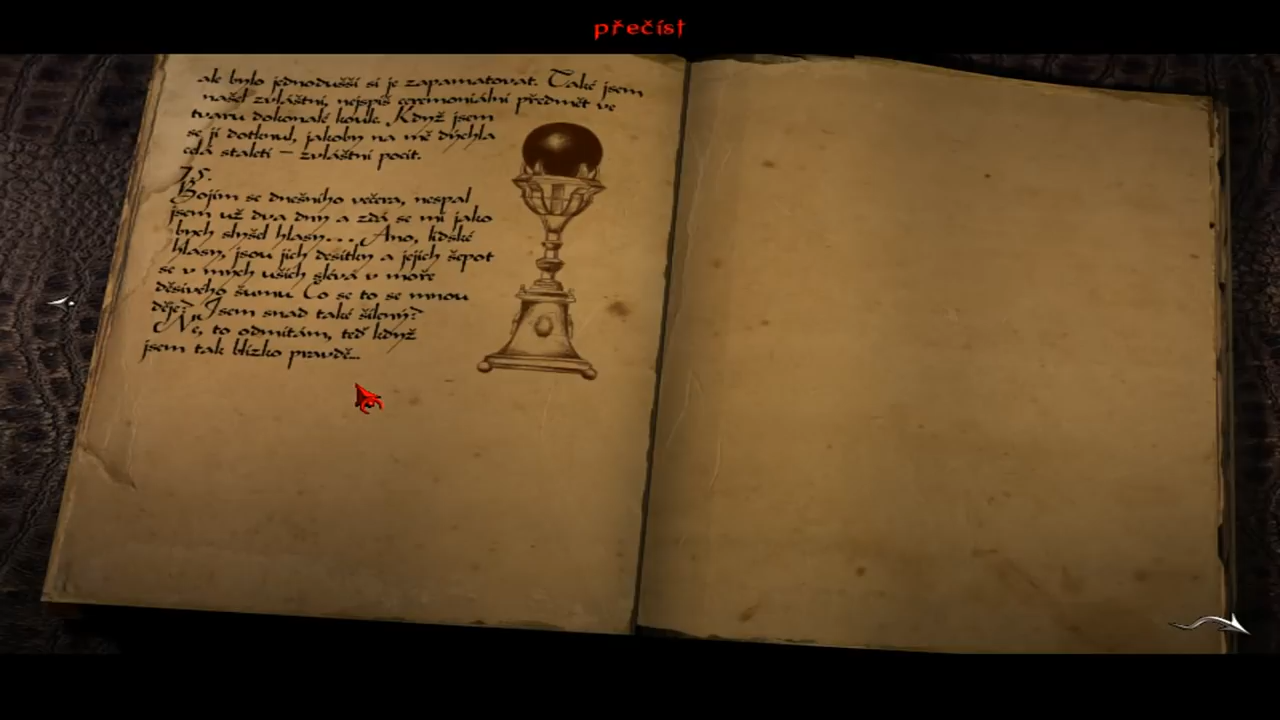 přečíst
ale bylo jednodušší si je zapamatovat. Také jsem
našel zvláštní, nejspíš ceremoniální předmět ve
tvaru dokonalé koule. Když jsem
se jí dotknul, jakoby na mě dýchla
celá staletí – zvláštní pocit.
75.
Bojím se dnešního večera, nespal
jsem už dva dny a zdá se mi jako
bych slyšel hlasy... Ano, lidské
hlasy, jsou jich desítky a jejich šepot
se v mých uších slévá v moře
děsivého šumu Co se to se mnou
děje? Jsem snad také šílený?
Ne, to odmítám, teď když
jsem tak blízko pravdě...